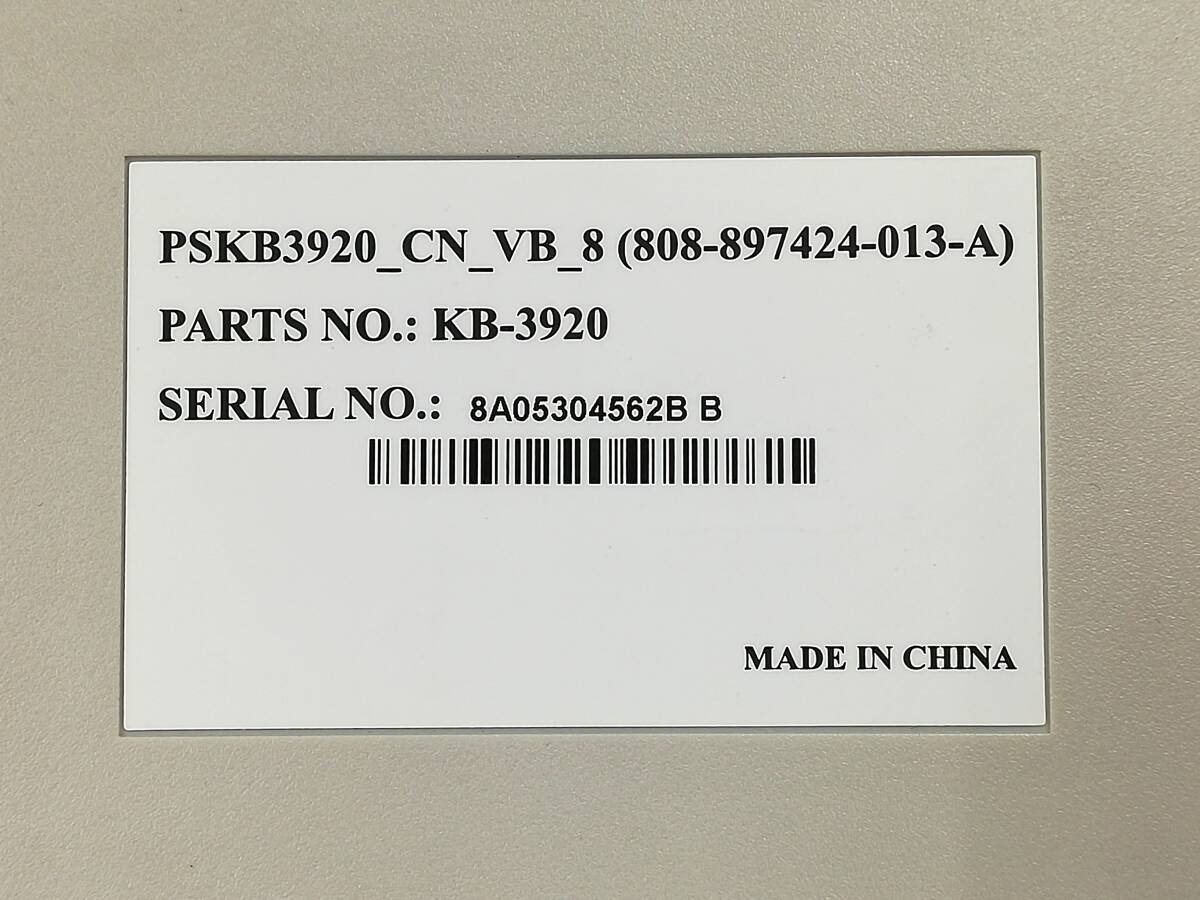 PSKB3920_CN_VB_8 (808-897424-013-A)
PARTS NO.: KB-3920
SERIAL NO.: 8A05304562B B
MADE IN CHINA